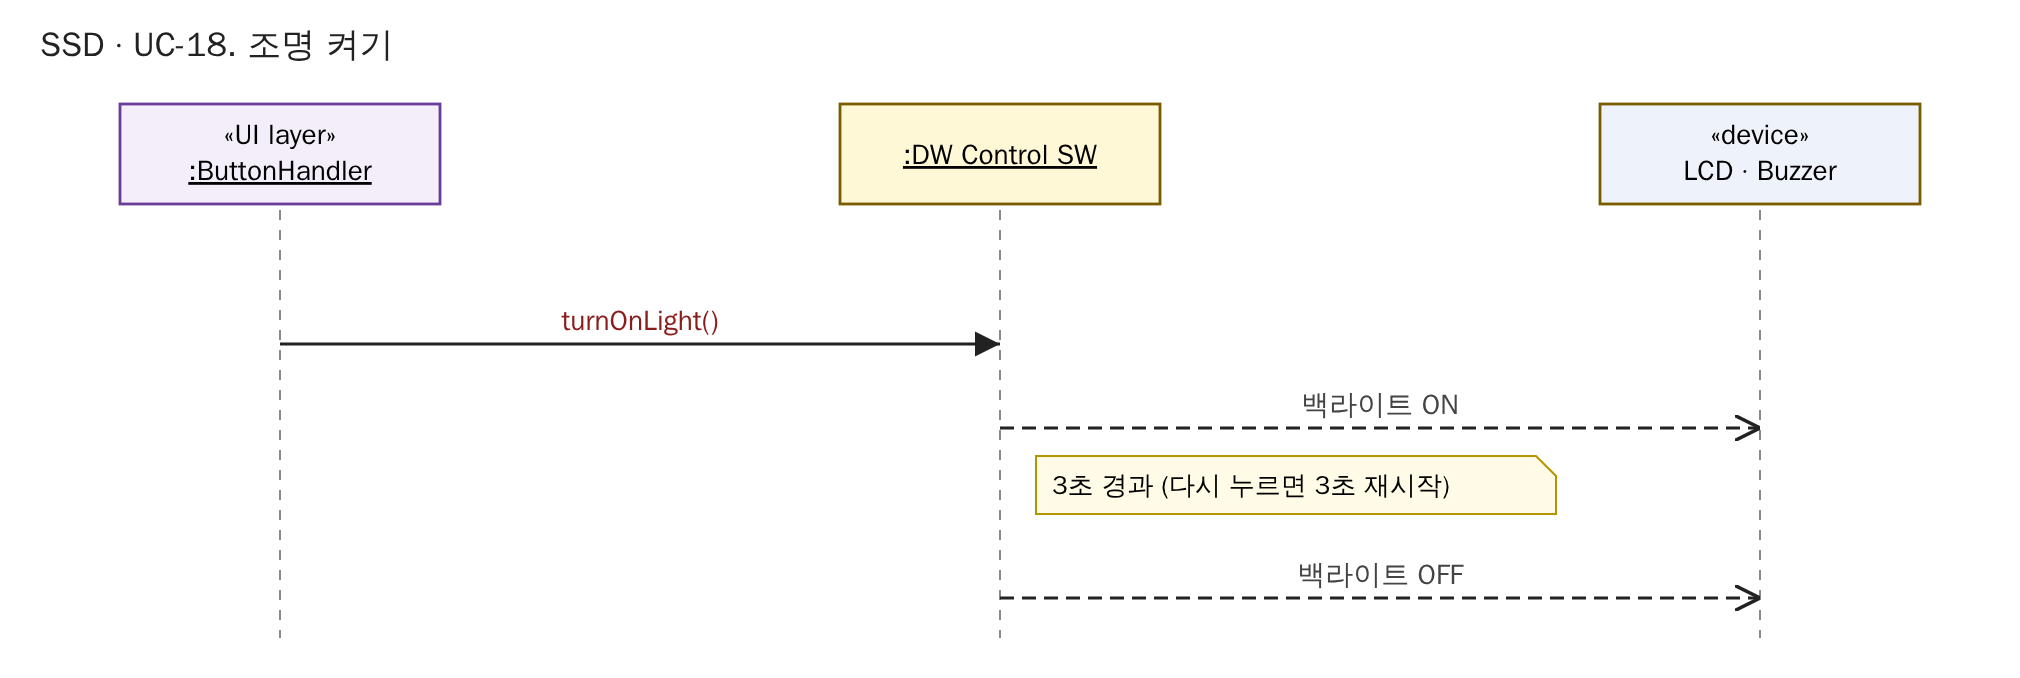 SSD · UC-18. 조명 켜기
«UI layer»
:ButtonHandler
:DW Control SW
«device»
LCD · Buzzer
turnOnLight()
백라이트 ON
3초 경과 (다시 누르면 3초 재시작)
백라이트 OFF